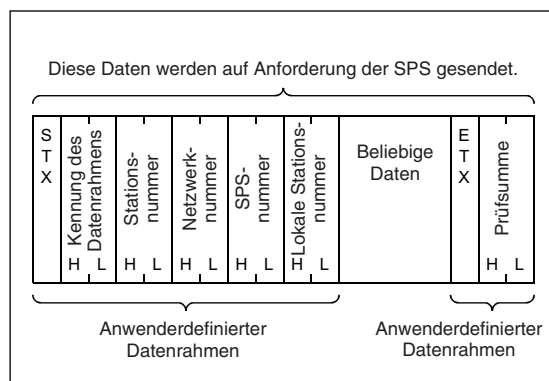 Diese Daten werden auf Anforderung der SPS gesendet.
S
T
X
Kennung des
Datenrahmens
H L
Stations-
nummer
H L
Netzwerk-
nummer
H L
SPS-
nummer
H L
Lokale Stations-
nummer
H L
Beliebige
Daten
E
T
X
Prüfsumme
H L
Anwenderdefinierter
Datenrahmen
Anwenderdefinierter
Datenrahmen